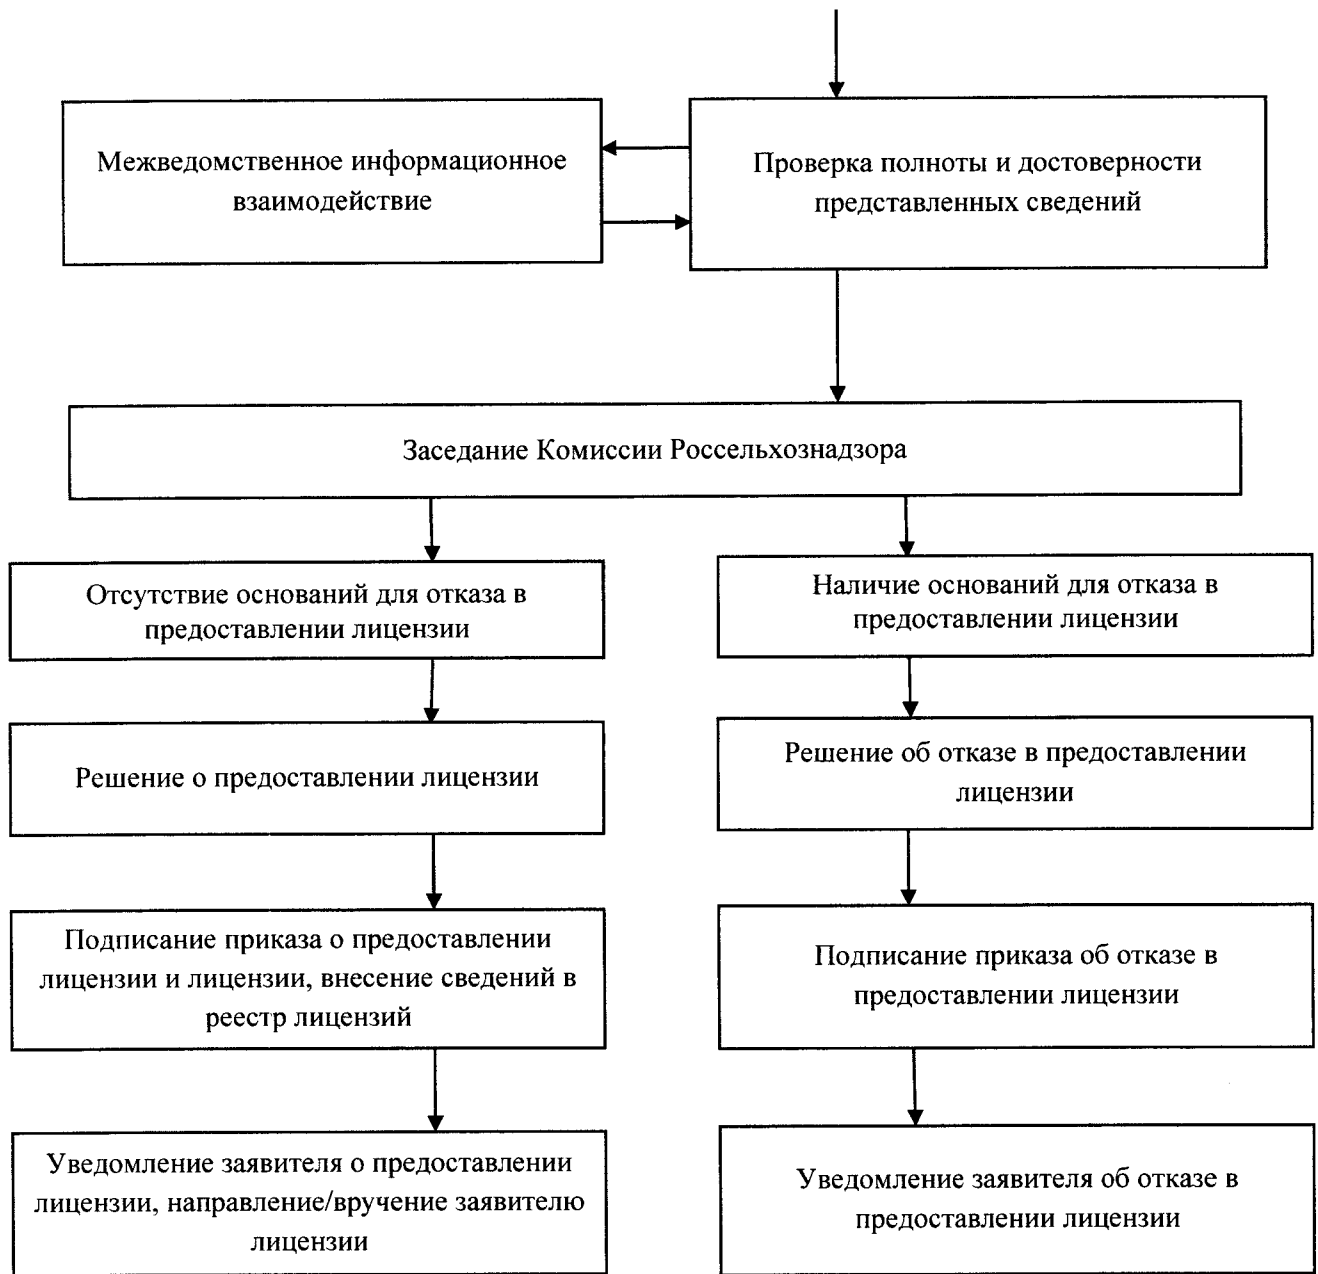 Межведомственное информационное
взаимодействие
Проверка полноты и достоверности
представленных сведений
Заседание Комиссии Россельхознадзора
Отсутствие оснований для отказа в
предоставлении лицензии
Наличие оснований для отказа в
предоставлении лицензии
Решение о предоставлении лицензии
Решение об отказе в предоставлении
лицензии
Подписание приказа о предоставлении
лицензии и лицензии, внесение сведений в
реестр лицензий
Подписание приказа об отказе в
предоставлении лицензии
Уведомление заявителя о предоставлении
лицензии, направление/вручение заявителю
лицензии
Уведомление заявителя об отказе в
предоставлении лицензии